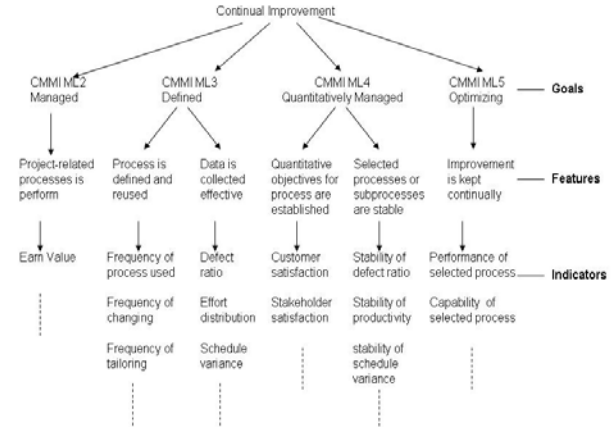 Continual Improvement
CMMI ML2
Managed
CMMI ML3
Defined
CMMI ML4
Quantitatively Managed
CMMI ML5
Optimizing
Goals
Project-related
processes is
perform
Process is
defined and
reused
Data is
collected
effective
Quantitative
objectives for
process are
established
Selected
processes or
subprocesses
are stable
Improvement
is kept
continually
Features
Earn Value
Frequency of
process used
Frequency of
changing
Frequency of
tailoring
Defect
ratio
Effort
distribution
Schedule
variance
Customer
satisfaction
Stakeholder
satisfaction
Stability of
defect ratio
Stability of
productivity
stability of
schedule
variance
Performance of
selected process
Capability of
selected process
Indicators